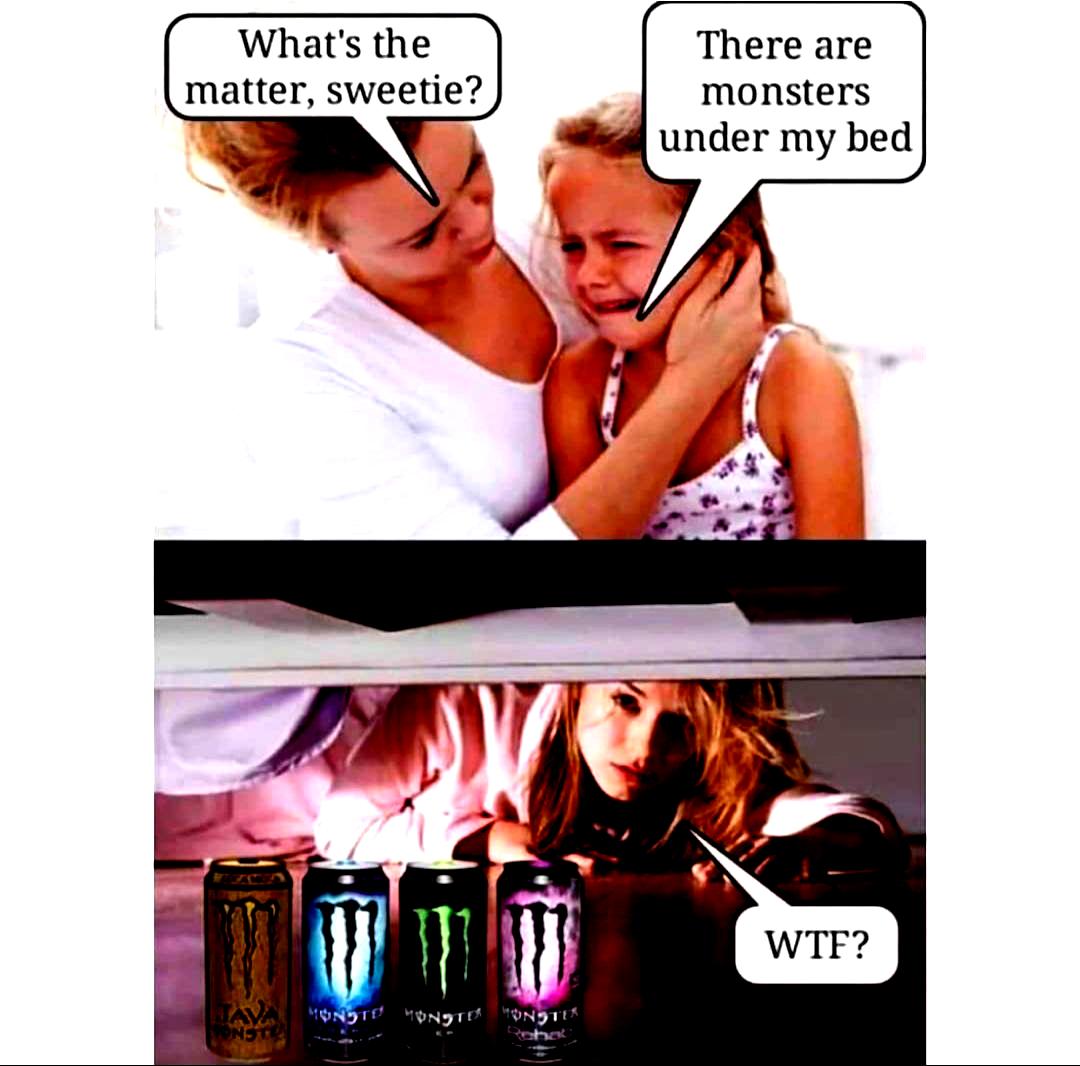 What's the
matter, sweetie?
There are
monsters
under my bed
WTF?
JAVA
MONSTER
MONSTER
MONSTER
MONSTER
Rehab